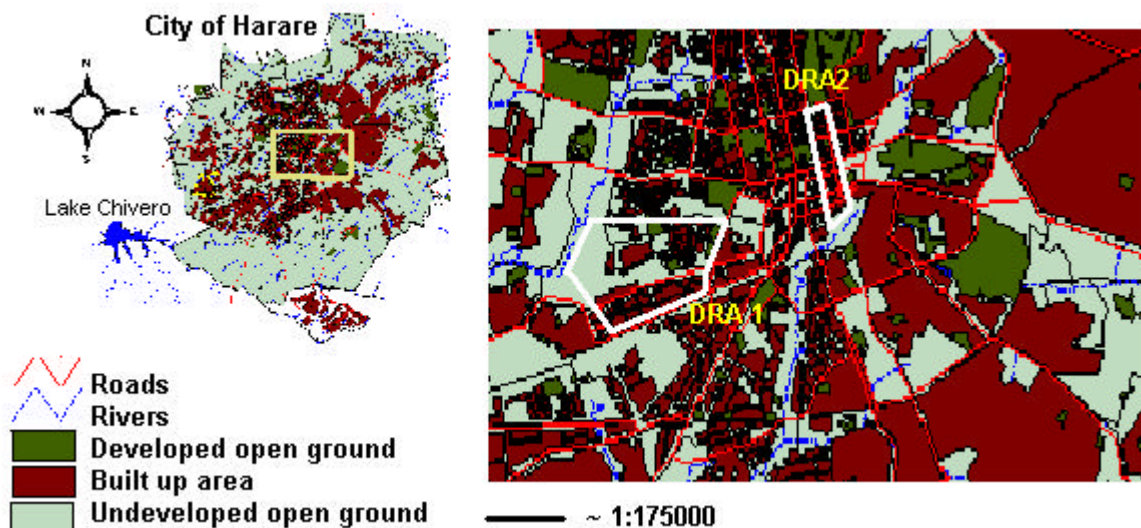 City of Harare
N
W
E
S
Lake Chivero
DRA2
DRA 1
Roads
Rivers
Developed open ground
Built up area
Undeveloped open ground
~ 1:175000